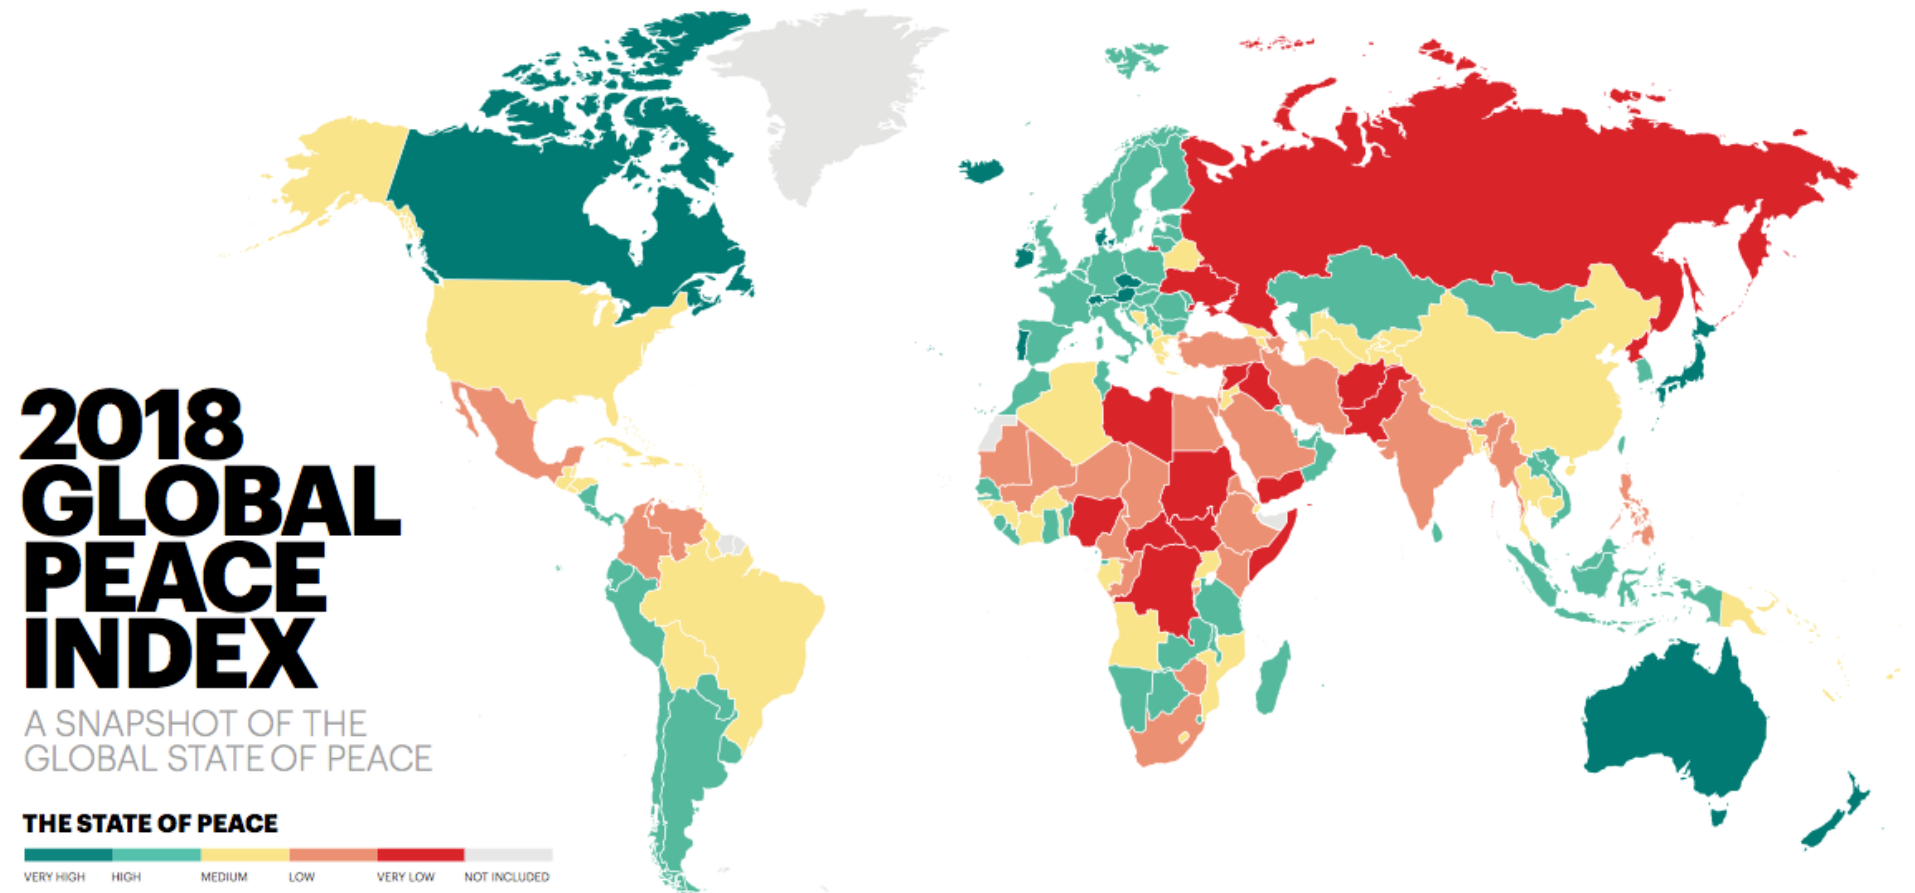 2018
GLOBAL
PEACE
INDEX
A SNAPSHOT OF THE
GLOBAL STATE OF PEACE
THE STATE OF PEACE
VERY HIGH HIGH MEDIUM LOW VERY LOW NOT INCLUDED